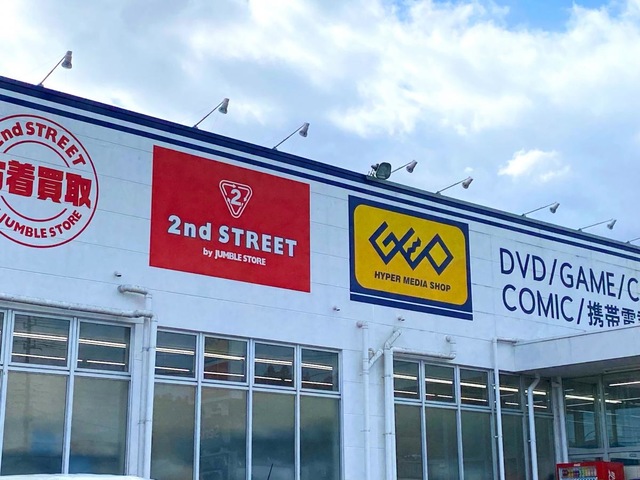 2nd STREET
着買取
JUMBLE STORE
2
2nd STREET
by JUMBLE STORE
GEO
HYPER MEDIA SHOP
DVD/GAME/C
COMIC/携帯電